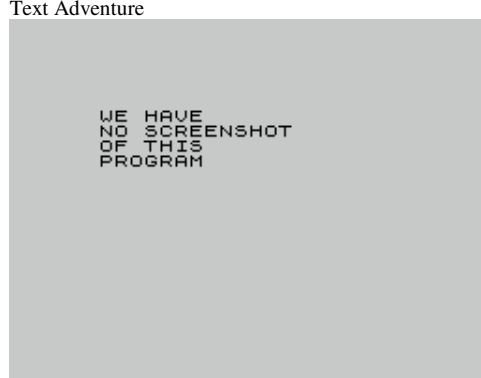 Text Adventure
WE HAVE
NO SCREENSHOT
OF THIS
PROGRAM